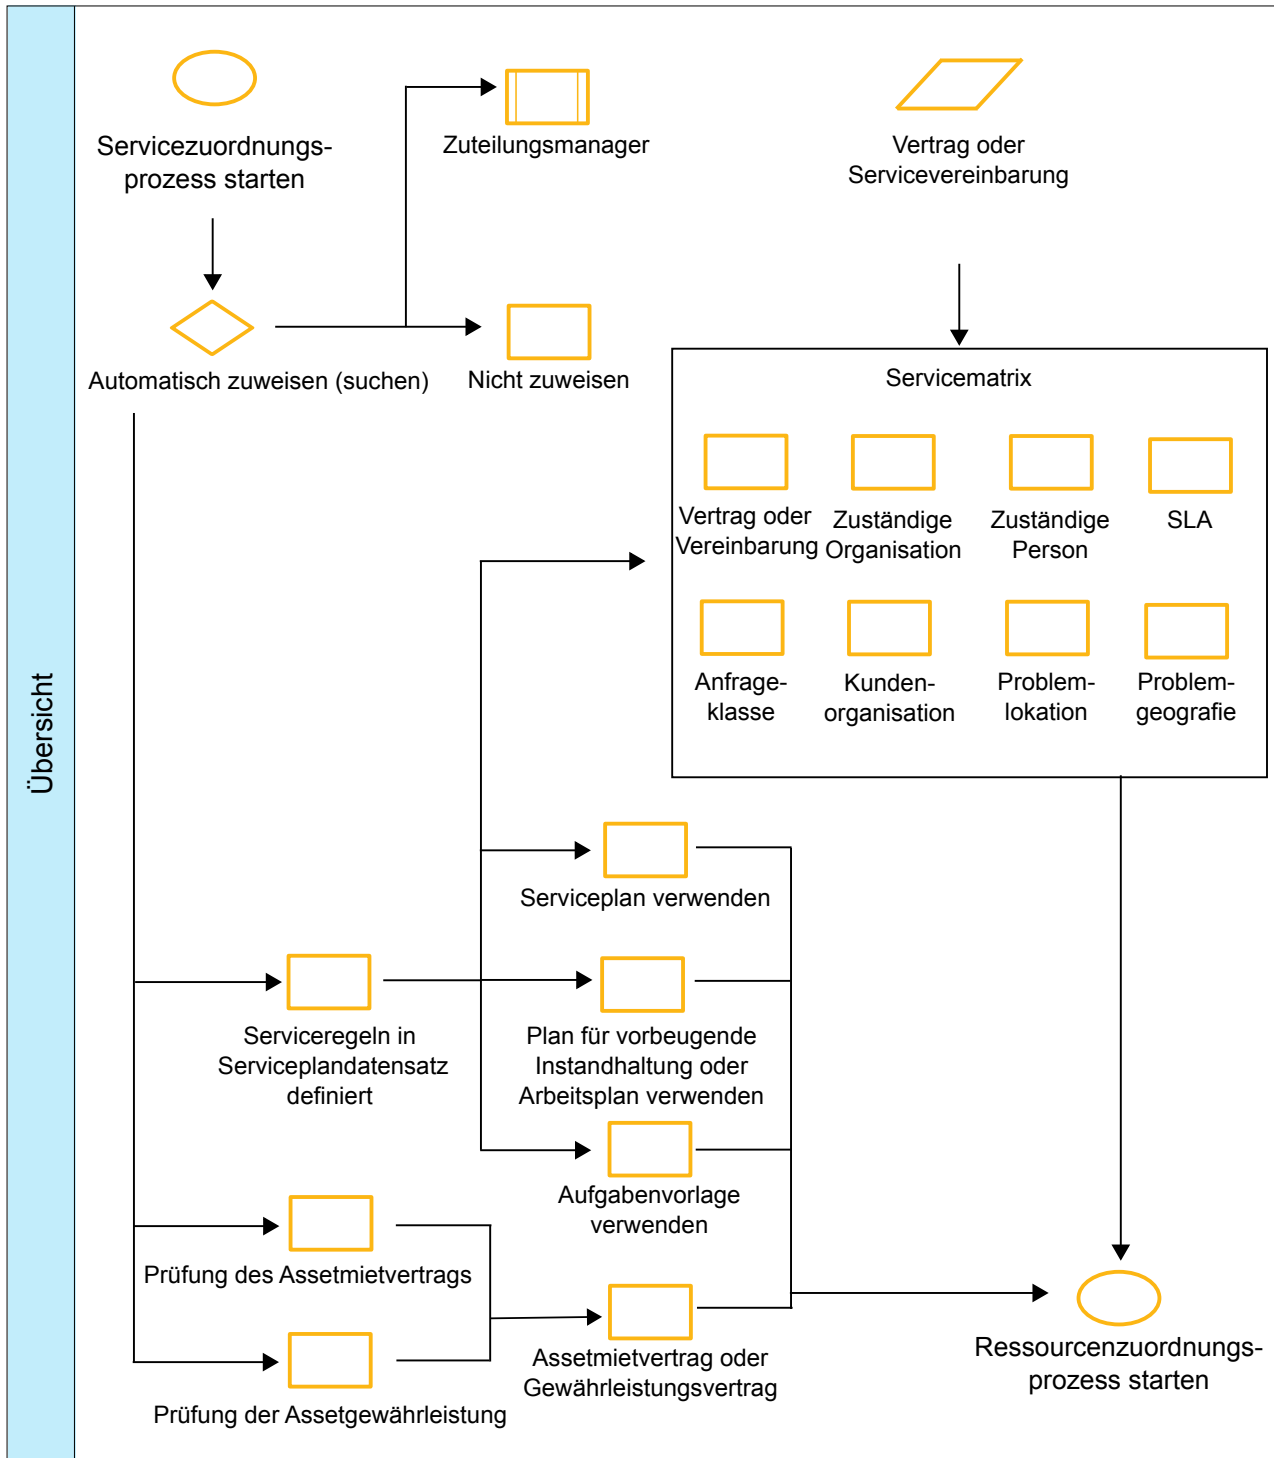 Übersicht
Servicezuordnungs-
prozess starten
Zuteilungsmanager
Vertrag oder
Servicevereinbarung
Automatisch zuweisen (suchen)
Nicht zuweisen
Servicematrix
Vertrag oder
Vereinbarung
Zuständige
Organisation
Zuständige
Person
SLA
Anfrage-
klasse
Kunden-
organisation
Problem-
lokation
Problem-
geografie
Serviceplan verwenden
Serviceregeln in
Serviceplandatensatz
definiert
Plan für vorbeugende
Instandhaltung oder
Arbeitsplan verwenden
Aufgabenvorlage
verwenden
Prüfung des Assetmietvertrags
Prüfung der Assetgewährleistung
Assetmietvertrag oder
Gewährleistungsvertrag
Ressourcenzuordnungs-
prozess starten